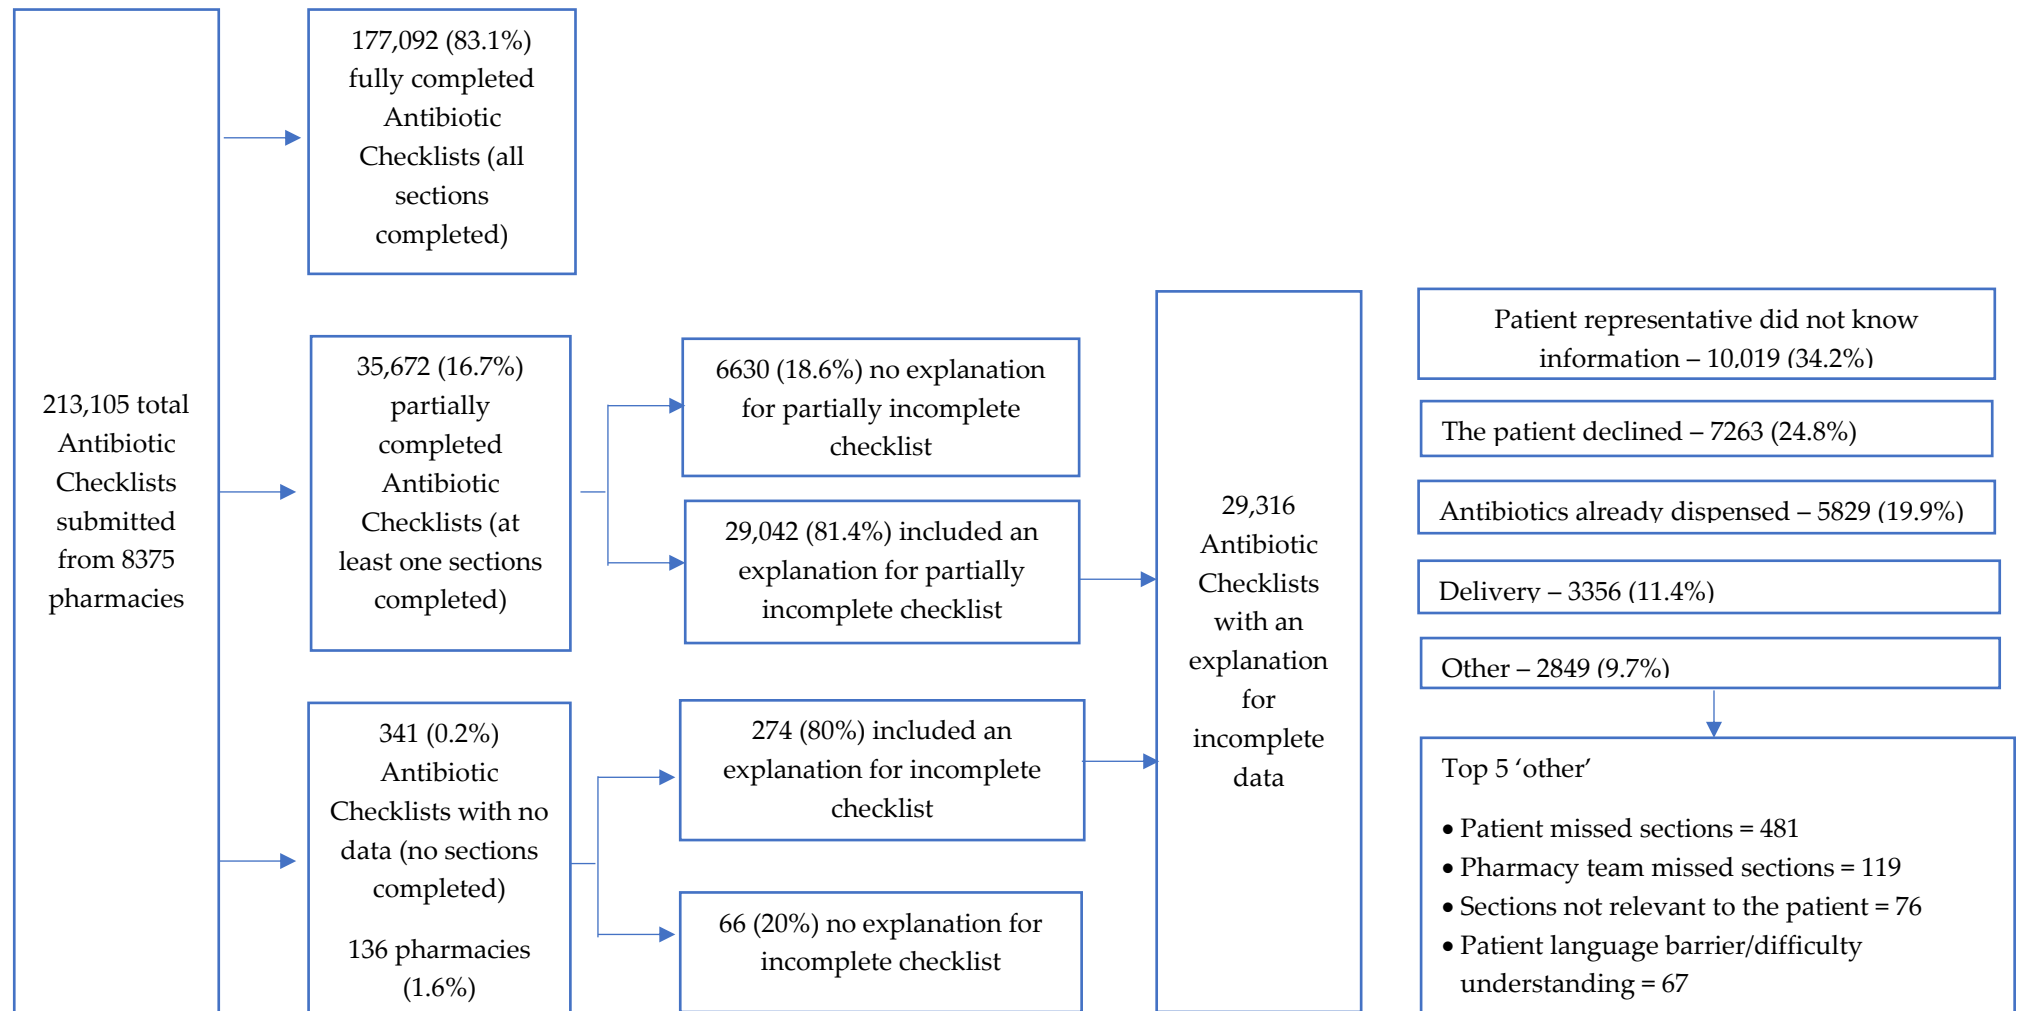 213,105 total
Antibiotic
Checklists
submitted
from 8375
pharmacies
177,092 (83.1%)
fully completed
Antibiotic
Checklists (all
sections
completed)
35,672 (16.7%)
partially
completed
Antibiotic
Checklists (at
least one sections
completed)
341 (0.2%)
Antibiotic
Checklists with no
data (no sections
completed)
136 pharmacies
(1.6%)
6630 (18.6%) no explanation
for partially incomplete
checklist
29,042 (81.4%) included an
explanation for partially
incomplete checklist
274 (80%) included an
explanation for incomplete
checklist
66 (20%) no explanation for
incomplete checklist
29,316
Antibiotic
Checklists
with an
explanation
for
incomplete
data
Patient representative did not know
information – 10,019 (34.2%)
The patient declined – 7263 (24.8%)
Antibiotics already dispensed – 5829 (19.9%)
Delivery – 3356 (11.4%)
Other – 2849 (9.7%)
Top 5 ‘other’
• Patient missed sections = 481
• Pharmacy team missed sections = 119
• Sections not relevant to the patient = 76
• Patient language barrier/difficulty
understanding = 67